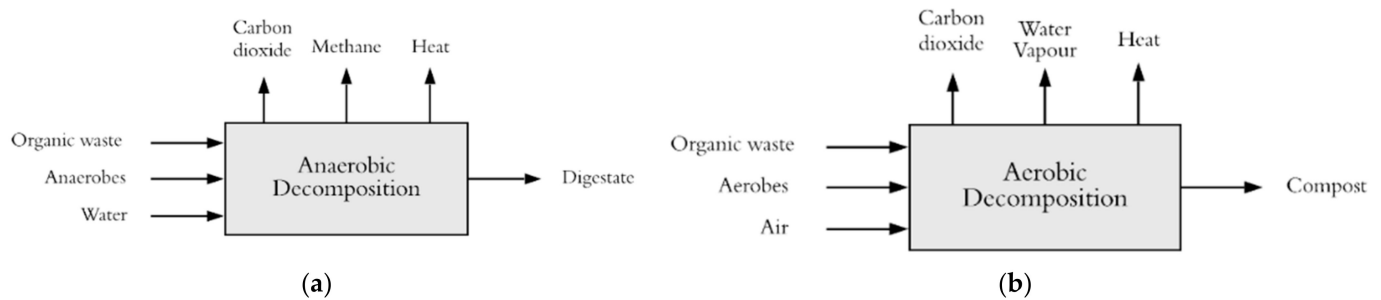 Carbon
dioxide
Methane
Heat
Organic waste
Anaerobes
Water
Anaerobic
Decomposition
Digestate
(a)
Carbon
dioxide
Water
Vapour
Heat
Organic waste
Aerobes
Air
Aerobic
Decomposition
Compost
(b)